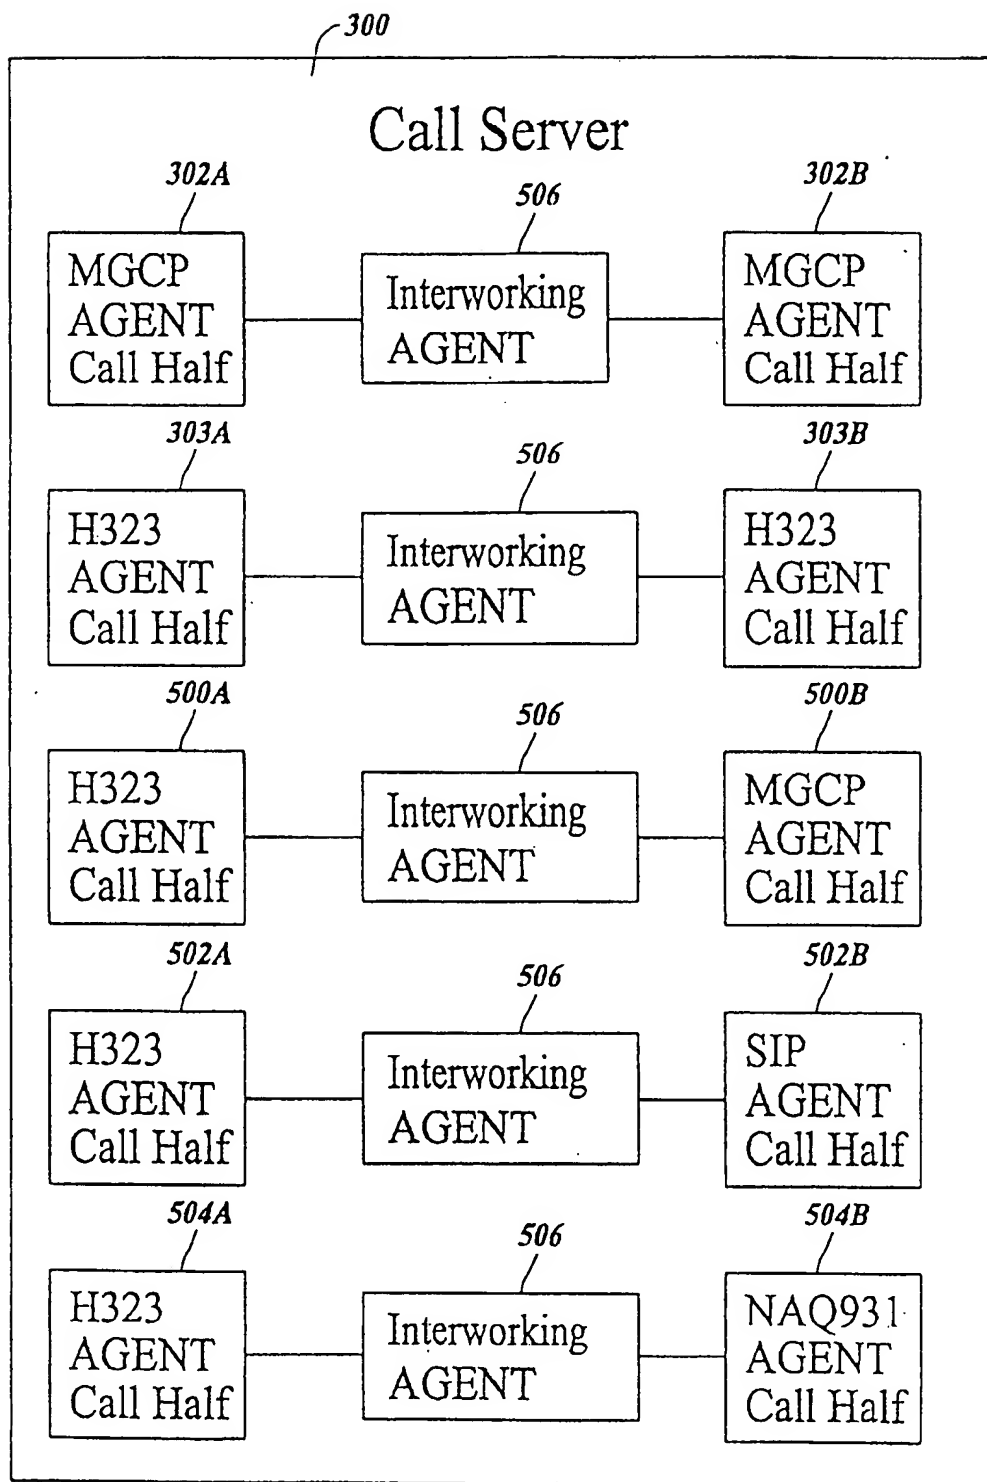 300
Call Server
302A
506
302B
MGCP
AGENT
Call Half
Interworking
AGENT
MGCP
AGENT
Call Half
303A
506
303B
H323
AGENT
Call Half
Interworking
AGENT
H323
AGENT
Call Half
500A
506
500B
H323
AGENT
Call Half
Interworking
AGENT
MGCP
AGENT
Call Half
502A
506
502B
H323
AGENT
Call Half
Interworking
AGENT
SIP
AGENT
Call Half
504A
506
504B
H323
AGENT
Call Half
Interworking
AGENT
NAQ931
AGENT
Call Half